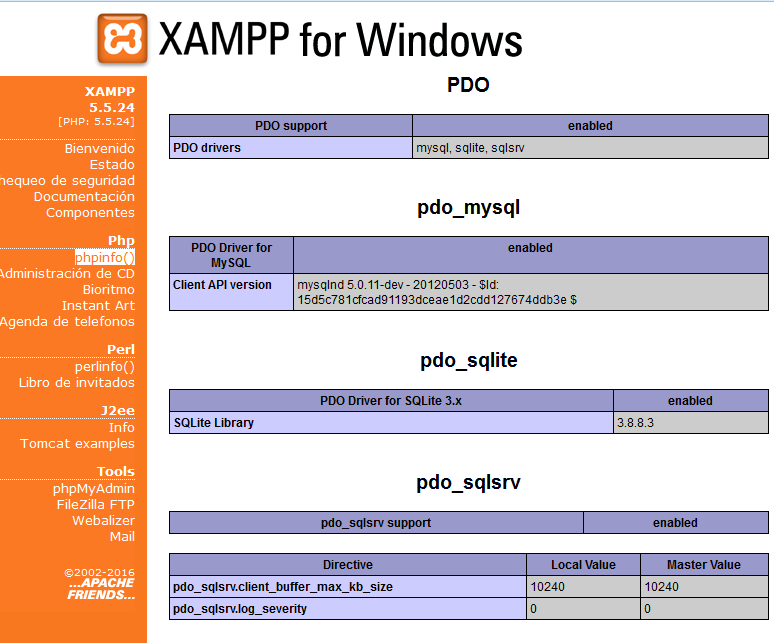 XAMPP for Windows
XAMPP
5.5.24
[PHP: 5.5.24]
Bienvenido
Estado
hequeo de seguridad
Documentación
Componentes
Php
phpinfo()
Administración de CD
Bioritmo
Instant Art
Agenda de telefonos
Perl
perlinfo()
Libro de invitados
J2ee
Info
Tomcat examples
Tools
phpMyAdmin
FileZilla FTP
Webalizer
Mail
©2002-2016
...APACHE
FRIENDS...
PDO
PDO support enabled
PDO drivers mysql, sqlite, sqlsrv
pdo_mysql
PDO Driver for MySQL enabled
Client API version mysqlnd 5.0.11-dev - 20120503 - $Id:
15d5c781cfcad91193dceae1d2cdd127674ddb3e $
pdo_sqlite
PDO Driver for SQLite 3.x enabled
SQLite Library 3.8.8.3
pdo_sqlsrv
pdo_sqlsrv support enabled
Directive Local Value Master Value
pdo_sqlsrv.client_buffer_max_kb_size 10240 10240
pdo_sqlsrv.log_severity 0 0